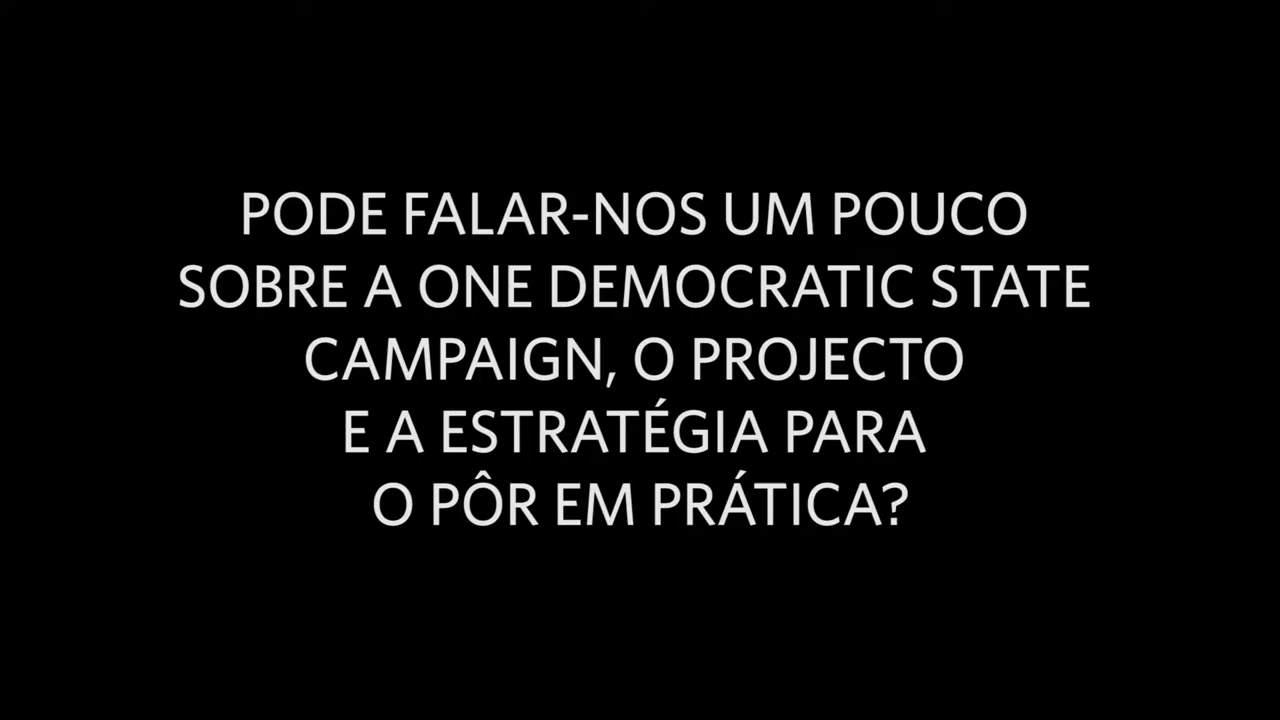 PODE FALAR-NOS UM POUCO
SOBRE A ONE DEMOCRATIC STATE
CAMPAIGN, O PROJECTO
E A ESTRATÉGIA PARA
O PÔR EM PRÁTICA?